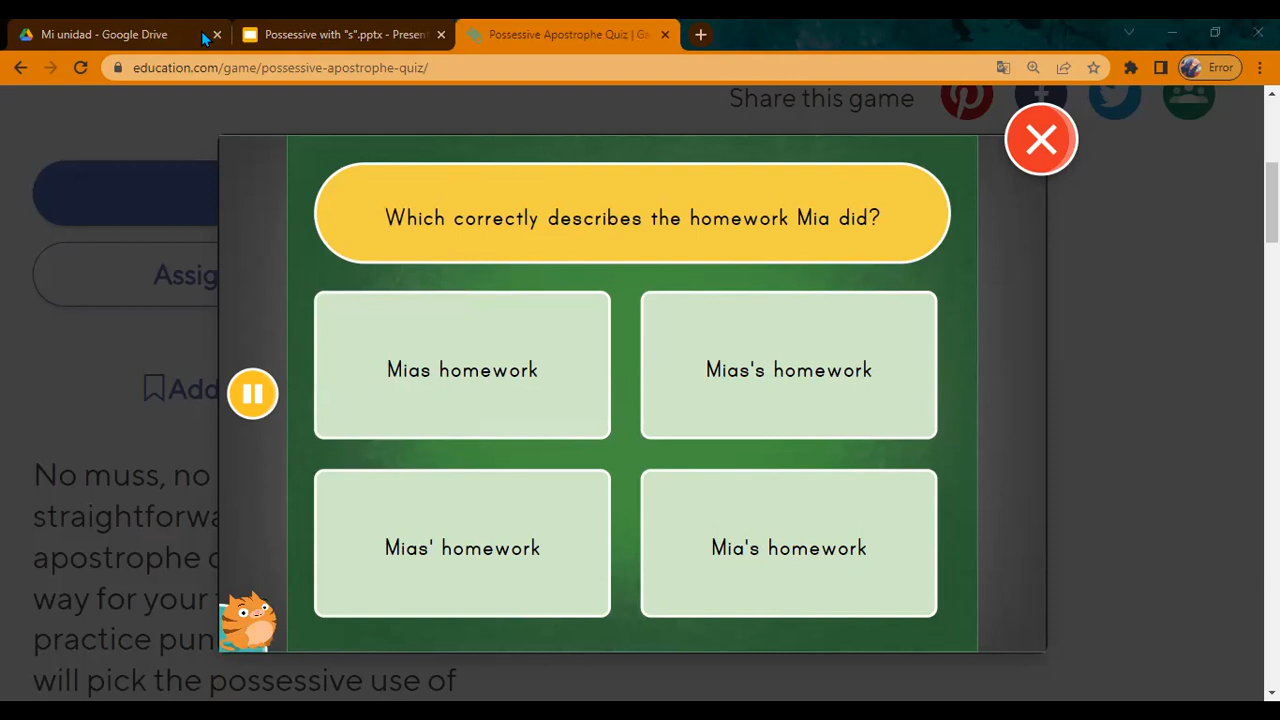 Mi unidad - Google Drive
Possessive with "s".pptx - Present
Possessive Apostrophe Quiz | Ga
education.com/game/possessive-apostrophe-quiz/
Error
Share this game
Which correctly describes the homework Mia did?
Assig
Mias homework
Mias's homework
Add
Mias' homework
Mia's homework
No muss, no
straightforwa
apostrophe
way for your
practice pun
will pick the possessive use of